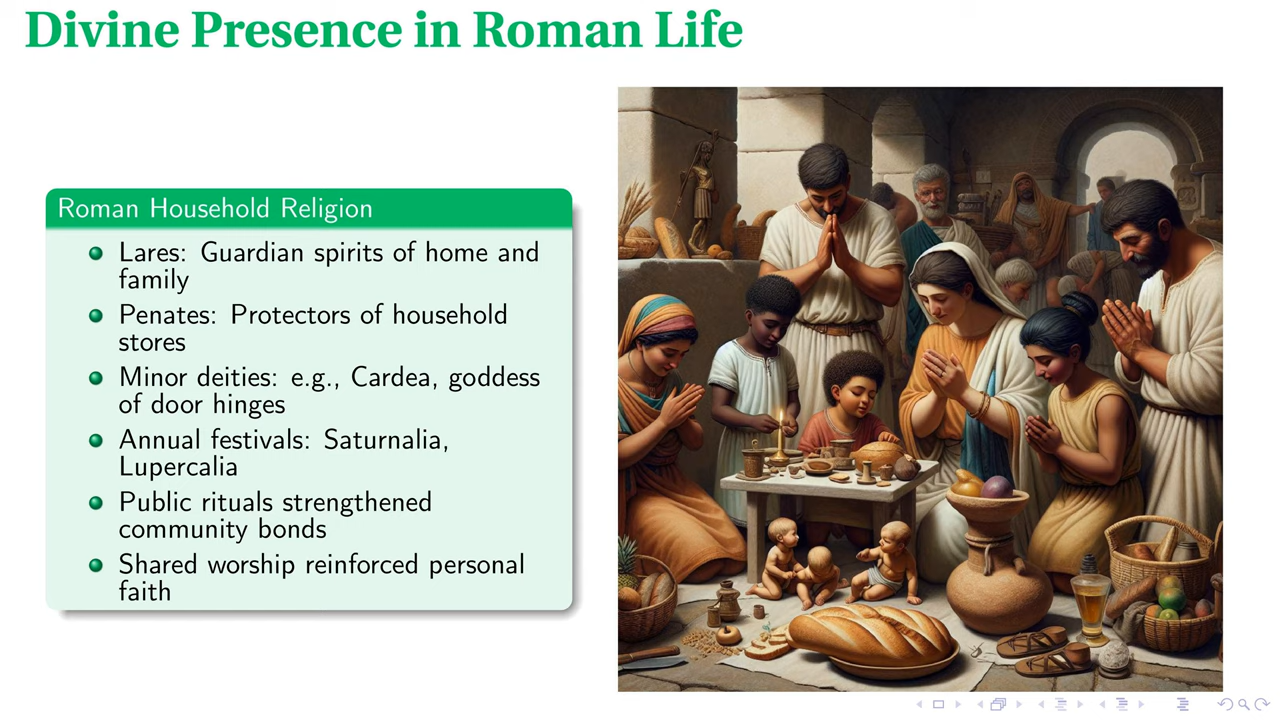 Divine Presence in Roman Life
Roman Household Religion
Lares: Guardian spirits of home and
family
Penates: Protectors of household
stores
Minor deities: e.g., Cardea, goddess
of door hinges
Annual festivals: Saturnalia,
Lupercalia
Public rituals strengthened
community bonds
Shared worship reinforced personal
faith